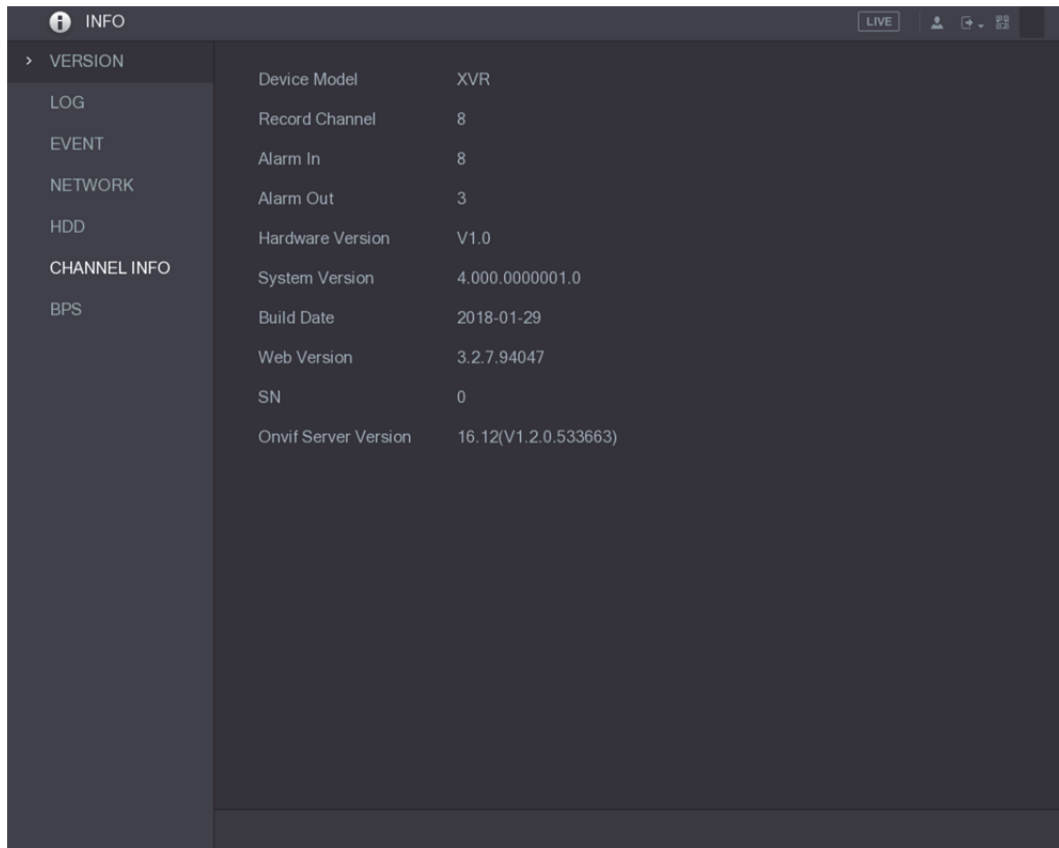 INFO
LIVE
VERSION
LOG
EVENT
NETWORK
HDD
CHANNEL INFO
BPS
Device Model XVR
Record Channel 8
Alarm In 8
Alarm Out 3
Hardware Version V1.0
System Version 4.000.0000001.0
Build Date 2018-01-29
Web Version 3.2.7.94047
SN 0
Onvif Server Version 16.12(V1.2.0.533663)